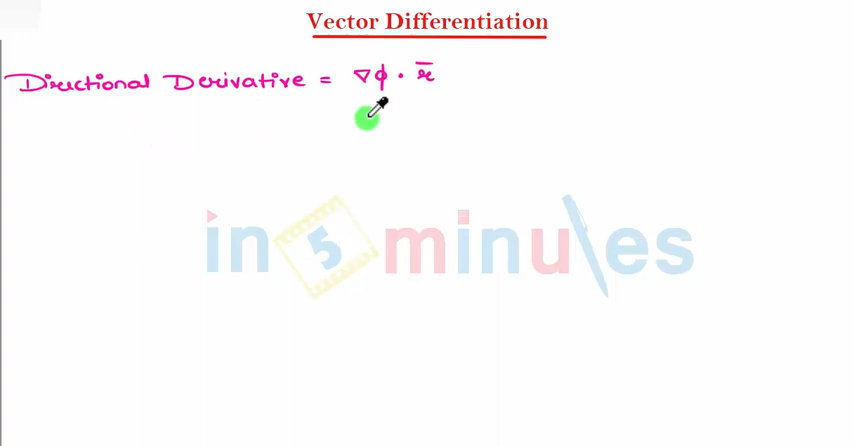 Vector Differentiation
Directional Derivative = ∇ϕ · r̄
in 5 minutes